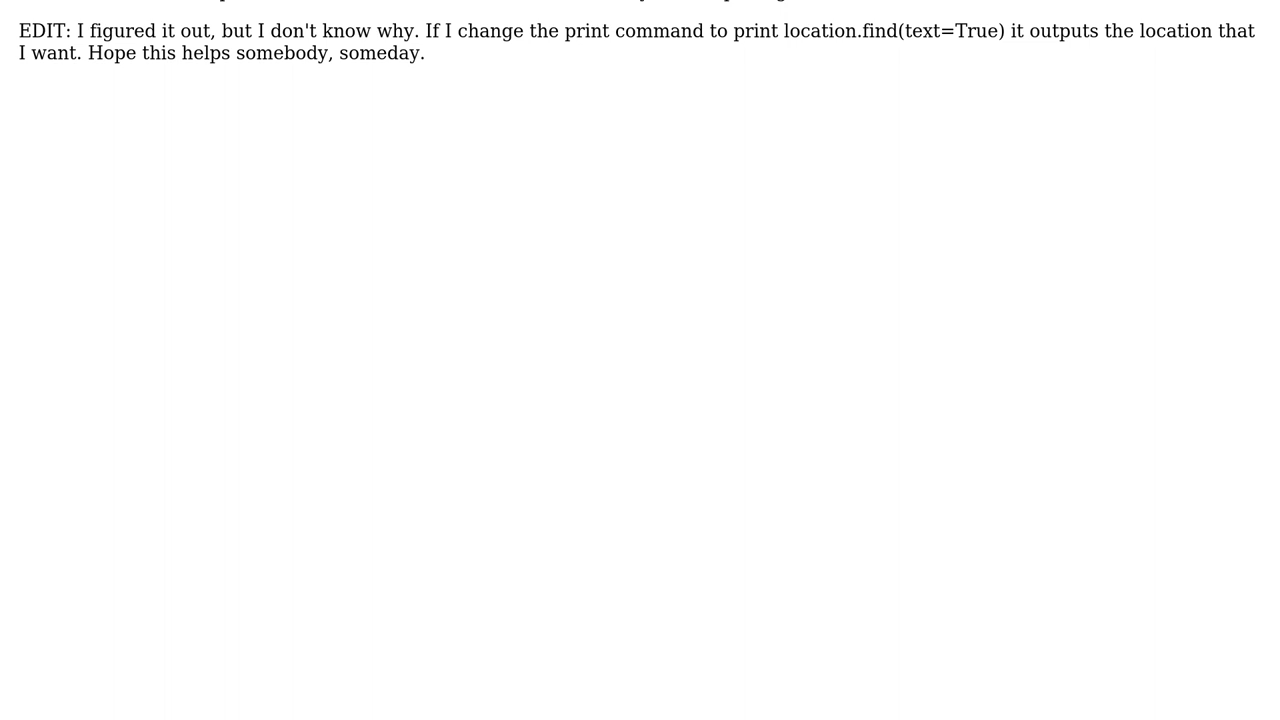 EDIT: I figured it out, but I don't know why. If I change the print command to print location.find(text=True) it outputs the location that
I want. Hope this helps somebody, someday.